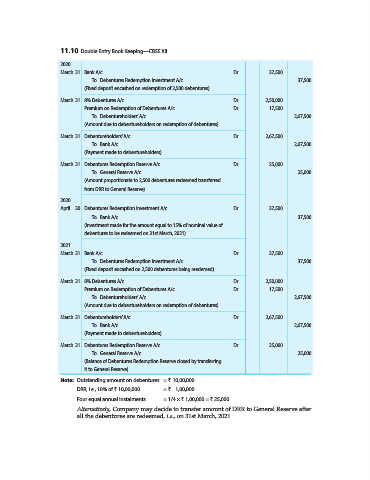 11.10 Double Entry Book Keeping—CBSE XII
2020
March 31 Bank A/c Dr 37,500
To Debentures Redemption Investment A/c 37,500
(Fixed deposit encashed on redemption of 2,500 debentures)
March 31 8% Debentures A/c Dr 2,50,000
Premium on Redemption of Debentures A/c Dr 17,500
To Debentureholders' A/c 2,67,500
(Amount due to debentureholders on redemption of debentures)
March 31 Debentureholders' A/c Dr 2,67,500
To Bank A/c 2,67,500
(Payment made to debentureholders)
March 31 Debentures Redemption Reserve A/c Dr 25,000
To General Reserve A/c 25,000
(Amount proportionate to 2,500 debentures redeemed transferred
from DRR to General Reserve)
2020
April 30 Debentures Redemption Investment A/c Dr 37,500
To Bank A/c 37,500
(Investment made for the amount equal to 15% of nominal value of
debentures to be redeemed on 31st March, 2021)
2021
March 31 Bank A/c Dr 37,500
To Debentures Redemption Investment A/c 37,500
(Fixed deposit encashed on 2,500 debentures being redeemed)
March 31 8% Debentures A/c Dr 2,50,000
Premium on Redemption of Debentures A/c Dr 17,500
To Debentureholders' A/c 2,67,500
(Amount due to debentureholders on redemption of debentures)
March 31 Debentureholders' A/c Dr 2,67,500
To Bank A/c 2,67,500
(Payment made to debentureholders)
March 31 Debentures Redemption Reserve A/c Dr 25,000
To General Reserve A/c 25,000
(Balance of Debentures Redemption Reserve closed by transferring
it to General Reserve)
Note: Outstanding amount on debentures = ₹ 10,00,000
DRR, i.e., 10% of ₹ 10,00,000 = ₹ 1,00,000
Four equal annual instalments = 1/4 x ₹ 1,00,000 = ₹ 25,000
Alternatively, Company may decide to transfer amount of DRR to General Reserve after
all the debentures are redeemed, i.e., on 31st March, 2021